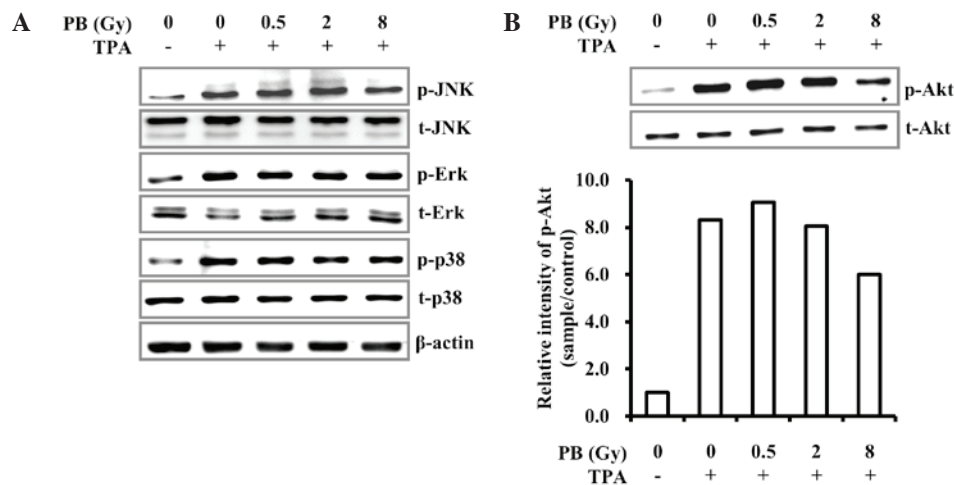 A
PB (Gy) 0 0 0.5 2 8
TPA - + + + +
p-JNK
t-JNK
p-Erk
t-Erk
p-p38
t-p38
β-actin
B
PB (Gy) 0 0 0.5 2 8
TPA - + + + +
p-Akt
t-Akt
Relative intensity of p-Akt
(sample/control)
10.0
8.0
6.0
4.0
2.0
0.0
PB (Gy) 0 0 0.5 2 8
TPA - + + + +